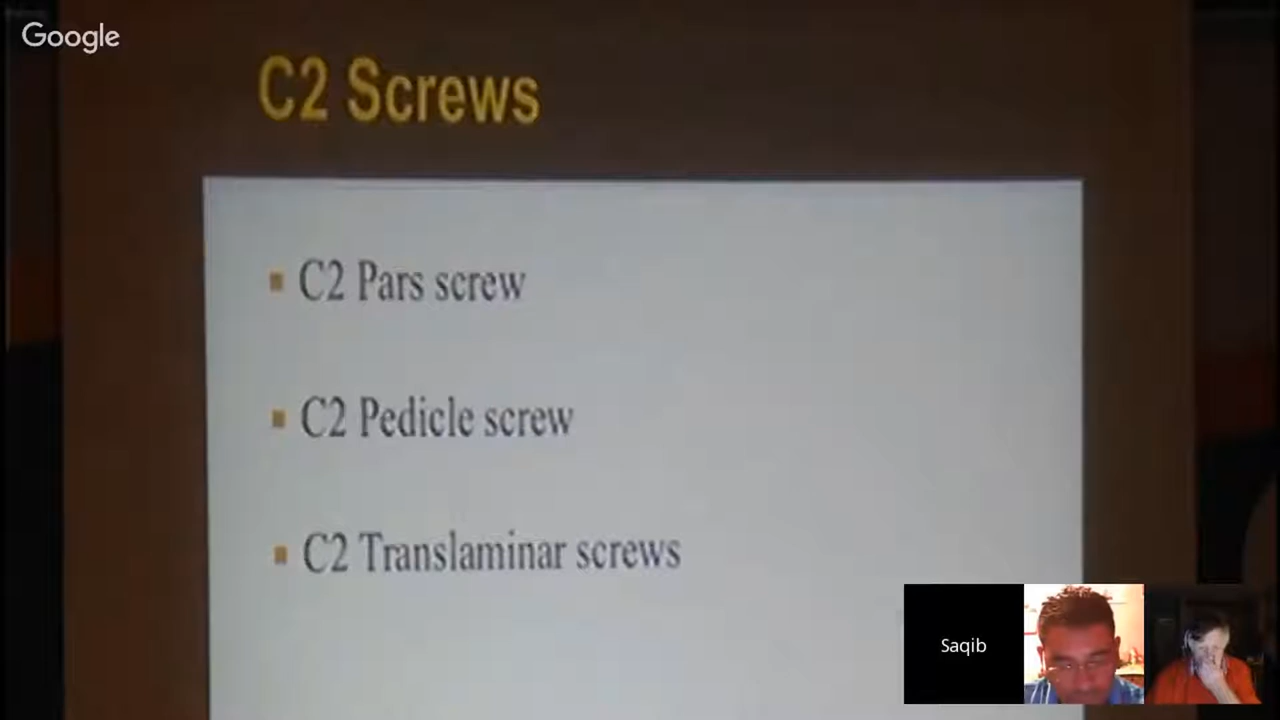 Google
C2 Screws
▪ C2 Pars screw
▪ C2 Pedicle screw
▪ C2 Translaminar screws
Saqib